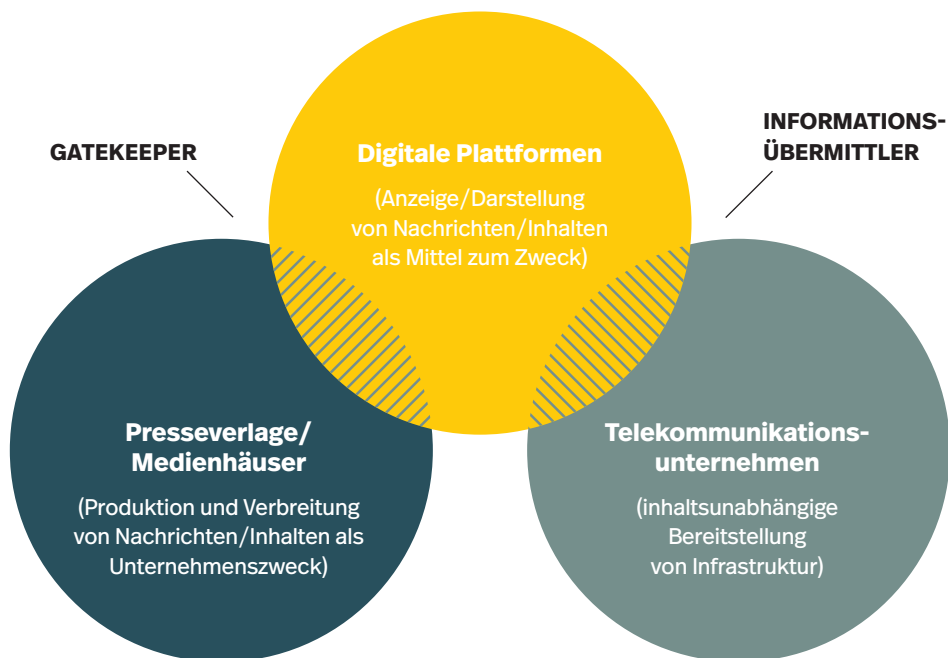 GATEKEEPER
INFORMATIONS-
ÜBERMITTLER
Digitale Plattformen
(Anzeige/Darstellung
von Nachrichten/Inhalten
als Mittel zum Zweck)
Presseverlage/
Medienhäuser
(Produktion und Verbreitung
von Nachrichten/Inhalten als
Unternehmenszweck)
Telekommunikations-
unternehmen
(inhaltsunabhängige
Bereitstellung
von Infrastruktur)